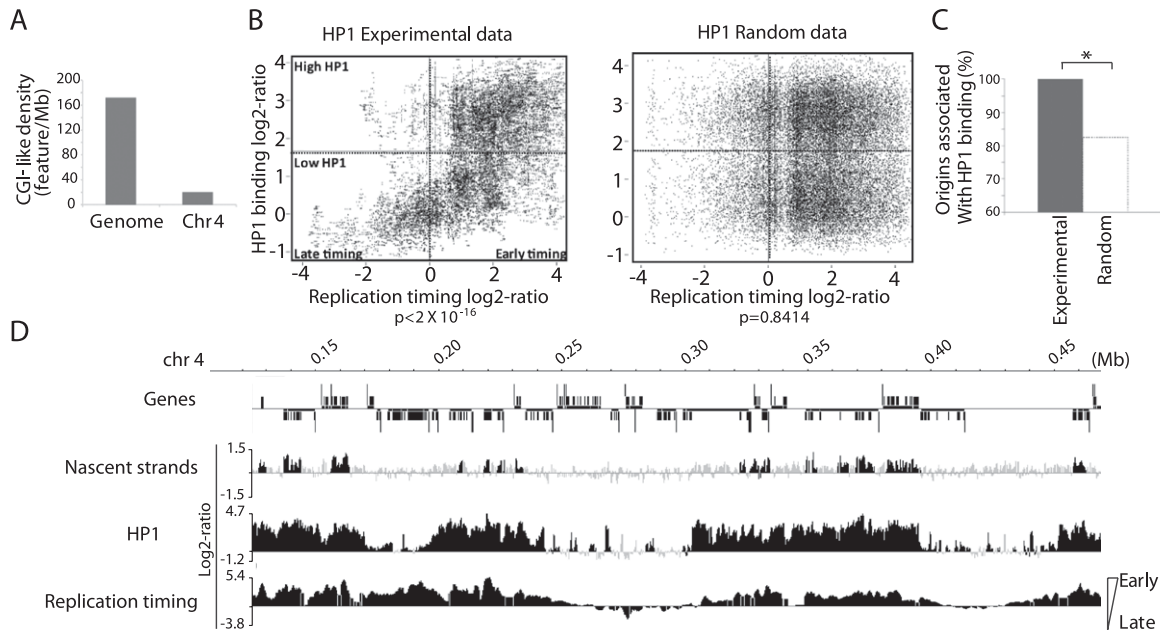 A
CGI- like density
(feature/Mb)
200
160
120
80
40
0
Genome
Chr 4
B
HP1 Experimental data
HP1 binding log2-ratio
4
3
2
1
0
-1
High HP1
Low HP1
Late timing
Early timing
-4
-2
0
2
4
Replication timing log2-ratio
p<2 X 10-16
HP1 Random data
4
3
2
1
0
-1
-4
-2
0
2
4
Replication timing log2-ratio
p=0.8414
C
*
Origins associated
With HP1 binding (%)
100
90
80
70
60
Experimental
Random
D
chr 4
0.15
0.20
0.25
0.30
0.35
0.40
0.45
(Mb)
Genes
Nascent strands
1.5
-1.5
Log2-ratio
HP1
4.7
-1.2
Replication timing
5.4
-3.8
Early
Late